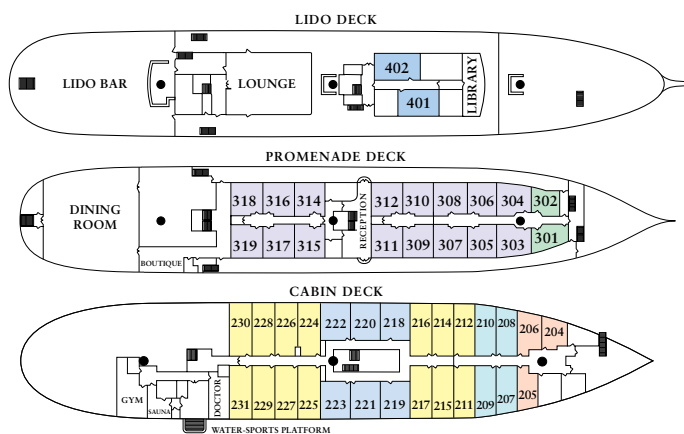 LIDO DECK
LIDO BAR
LOUNGE
402
401
LIBRARY
PROMENADE DECK
DINING
ROOM
BOUTIQUE
318 316 314
319 317 315
RECEPTION
312 310 308 306 304 302
311 309 307 305 303 301
CABIN DECK
230 228 226 224 222 220 218 216 214 212 210 208 206 204
231 229 227 225 223 221 219 217 215 211 209 207 205
GYM
SAUNA
DOCTOR
WATER-SPORTS PLATFORM